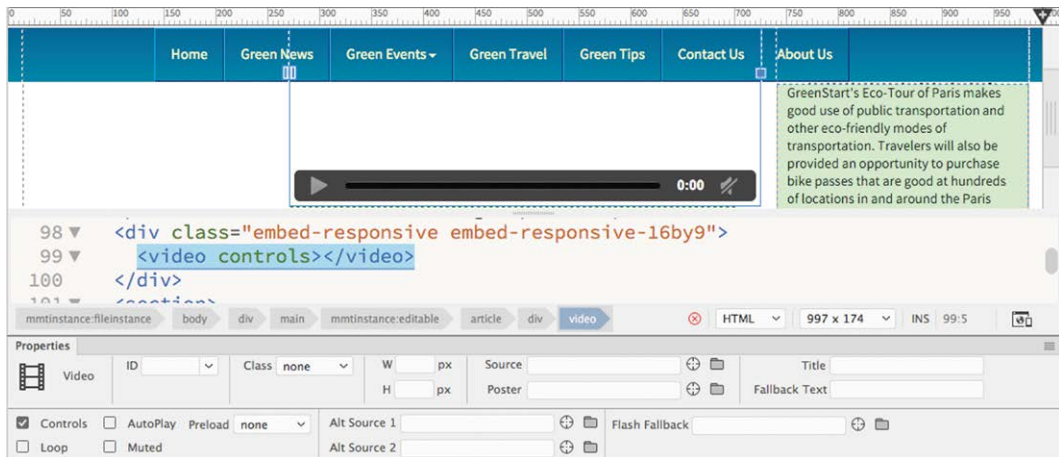 0 50 100 150 200 250 300 350 400 450 500 550 600 650 700 750 800 850 900 950
Home Green News Green Events Green Travel Green Tips Contact Us About Us
GreenStart's Eco-Tour of Paris makes
good use of public transportation and
other eco-friendly modes of
transportation. Travelers will also be
provided an opportunity to purchase
bike passes that are good at hundreds
of locations in and around the Paris
0:00
98 <div class="embed-responsive embed-responsive-16by9">
99 <video controls></video>
100 </div>
101 <section>
mmtinstance:fileinstance body div main mmtinstance:editable article div video HTML 997 x 174 INS 99:5
Properties
Video ID Class none W px Source Title
H px Poster Fallback Text
Controls AutoPlay Preload none Alt Source 1 Flash Fallback
Loop Muted Alt Source 2